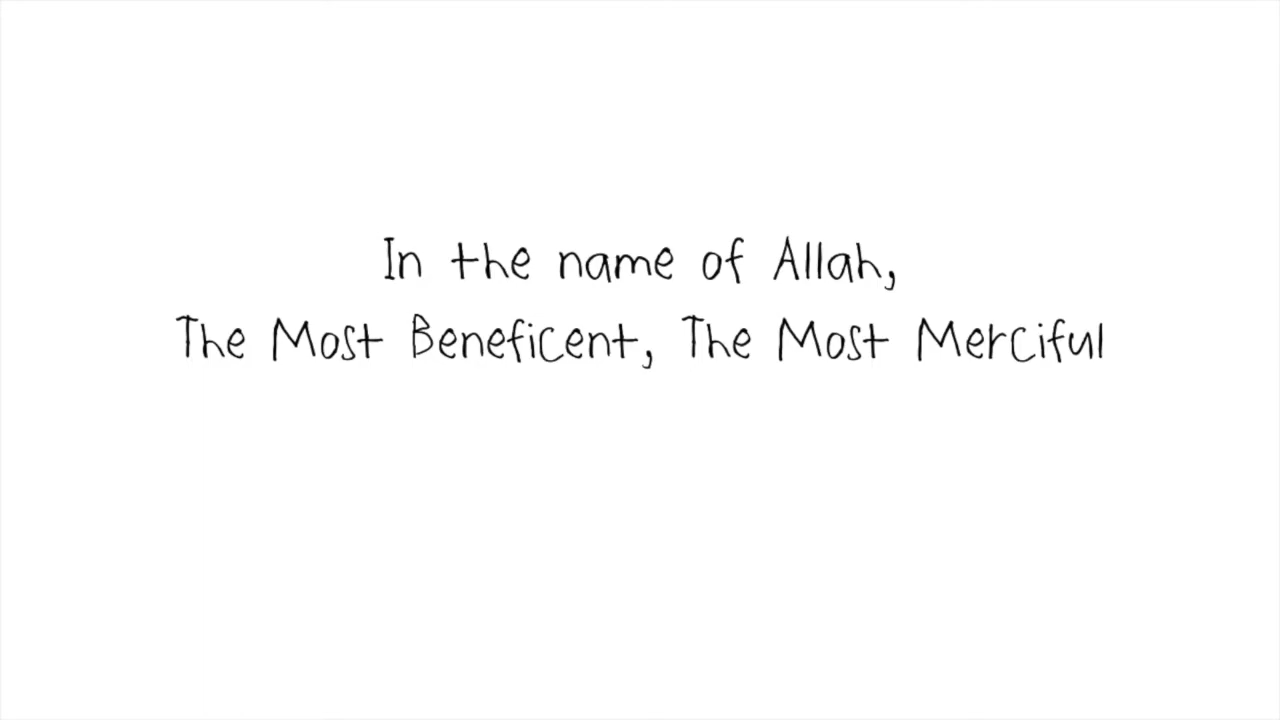 In the name of Allah,
The Most Beneficent, The Most Merciful